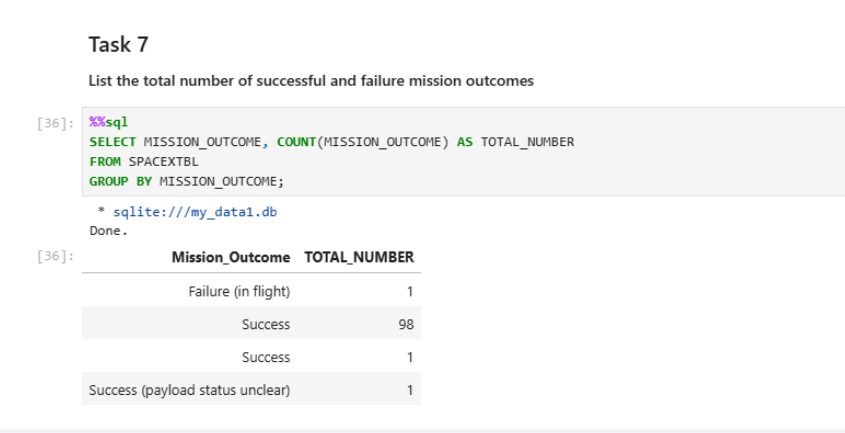 Task 7
List the total number of successful and failure mission outcomes
[36]: %%sql
SELECT MISSION_OUTCOME, COUNT(MISSION_OUTCOME) AS TOTAL_NUMBER
FROM SPACEXTBL
GROUP BY MISSION_OUTCOME;
* sqlite:///my_data1.db
Done.
[36]: Mission_Outcome TOTAL_NUMBER
Failure (in flight) 1
Success 98
Success 1
Success (payload status unclear) 1